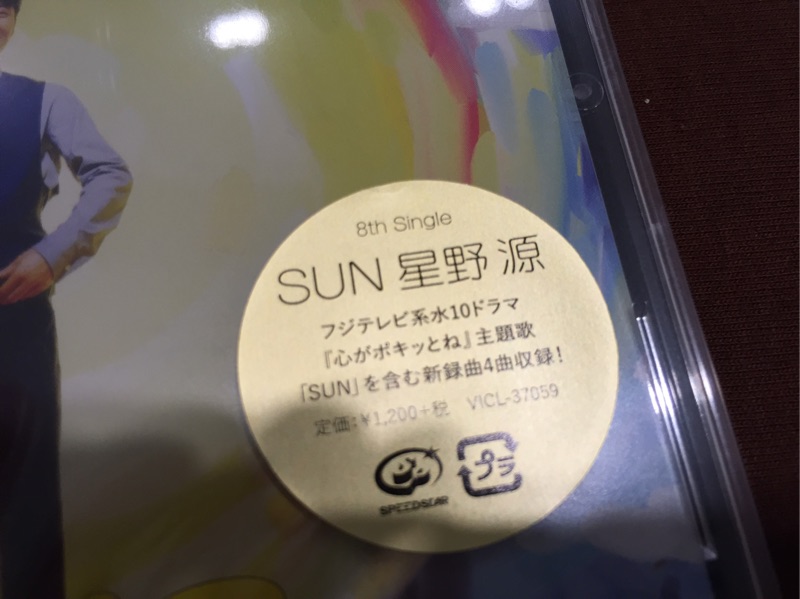 8th Single
SUN 星野 源
フジテレビ系水10ドラマ
『心がポキッとね』主題歌
「SUN」を含む新録曲4曲収録!
定価:¥1,200+税 VICL-37059
SPEEDSTAR
プラ